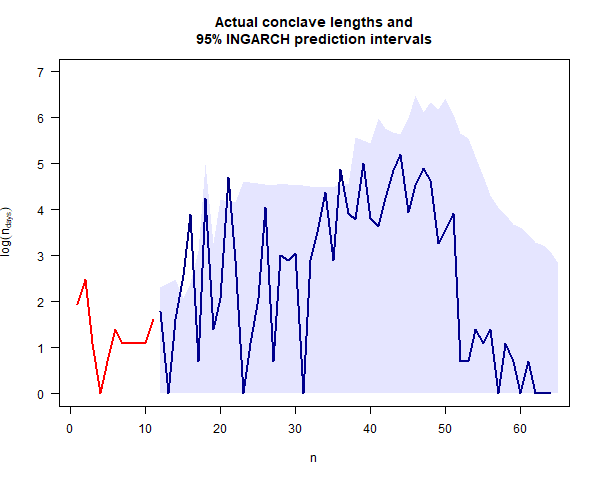 Actual conclave lengths and
95% INGARCH prediction intervals
log(n_days)
7
6
5
4
3
2
1
0
0 10 20 30 40 50 60
n